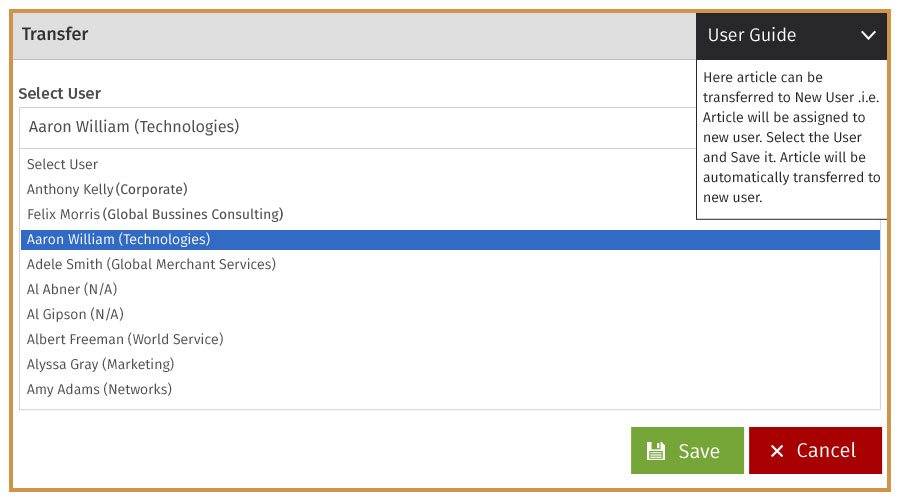 Transfer
User Guide
Here article can be
transferred to New User .i.e.
Article will be assigned to
new user. Select the User
and Save it. Article will be
automatically transferred to
new user.
Select User
Aaron William (Technologies)
Select User
Anthony Kelly (Corporate)
Felix Morris (Global Bussines Consulting)
Aaron William (Technologies)
Adele Smith (Global Merchant Services)
Al Abner (N/A)
Al Gipson (N/A)
Albert Freeman (World Service)
Alyssa Gray (Marketing)
Amy Adams (Networks)
Save
Cancel